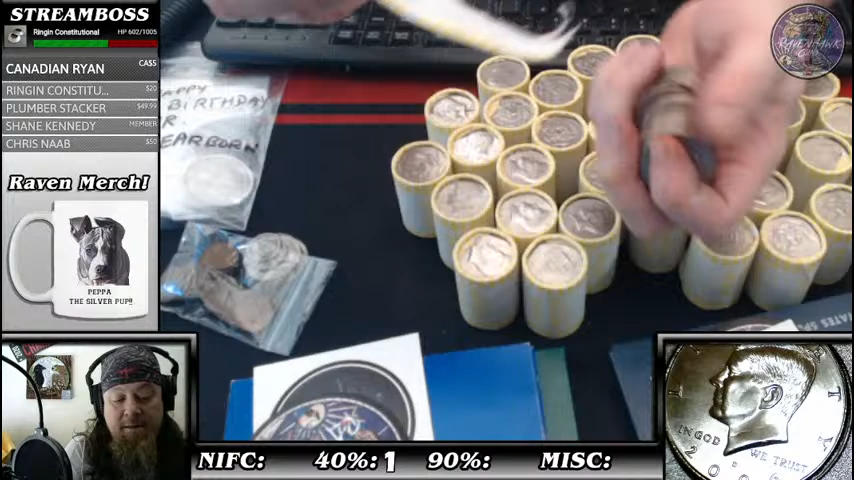 STREAMBOSS
Ringin Constitutional HP 602/1005
CANADIAN RYAN CA$5
RINGIN CONSTITU... $20
PLUMBER STACKER $49.99
SHANE KENNEDY MEMBER
CHRIS NAAB $50
Raven Merch!
PEPPA
THE SILVER PUP!!
BIRTHDAY
R.
EARBORN
NIFC: 40%: 1 90%: MISC:
IN GOD WE TRUST